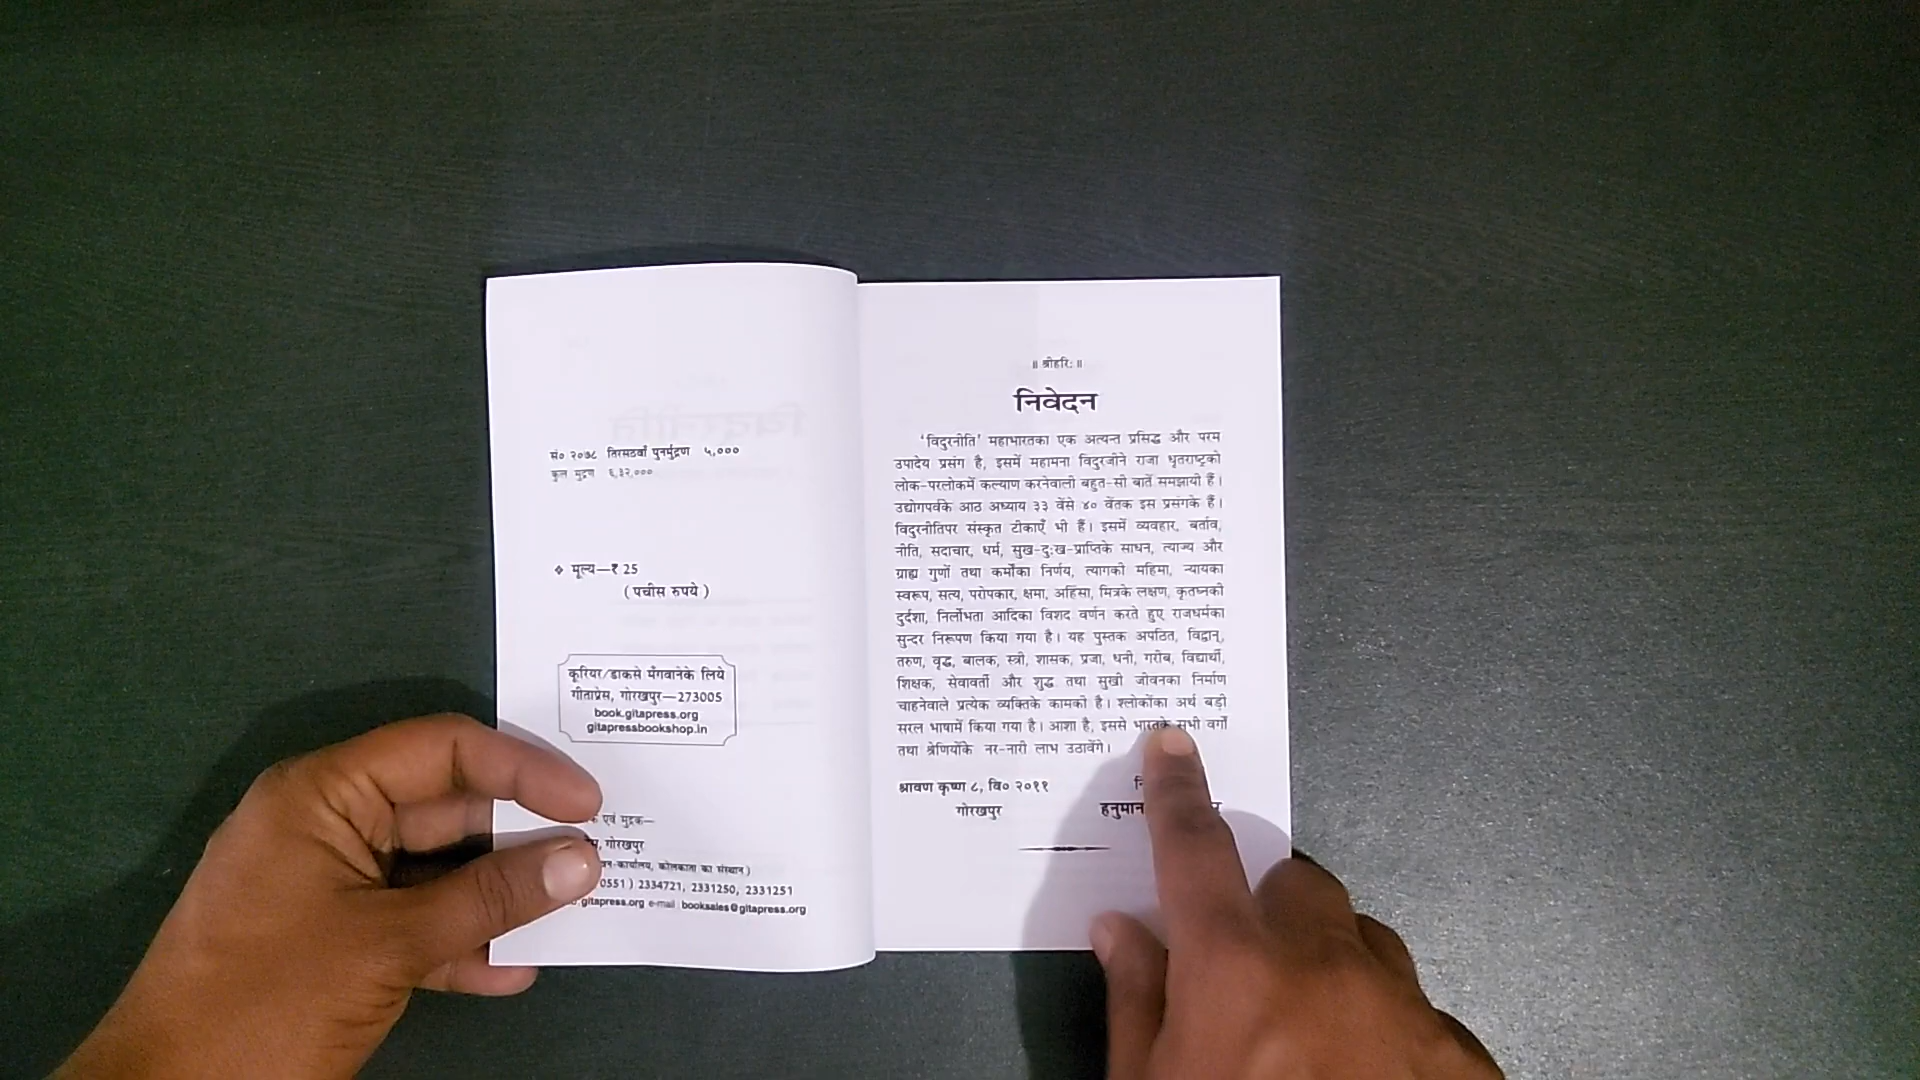 सं० २०७८ तिरसठवाँ पुनर्मुद्रण ५,०००
कुल मुद्रण ६,३२,०००
❖ मूल्य—₹ 25
( पचीस रुपये )
कूरियर/डाकसे मँगवानेके लिये
गीताप्रेस, गोरखपुर—273005
book.gitapress.org
gitapressbookshop.in
एवं मुद्रक—
गोरखपुर
कोलकाता का संस्थान )
0551 ) 2334721, 2331250, 2331251
gitapress.org e-mail : booksales@gitapress.org
॥ श्रीहरि: ॥
निवेदन
'विदुरनीति' महाभारतका एक अत्यन्त प्रसिद्ध और परम
उपादेय प्रसंग है, इसमें महामना विदुरजीने राजा धृतराष्ट्रको
लोक-परलोकमें कल्याण करनेवाली बहुत-सी बातें समझायी हैं।
उद्योगपर्वके आठ अध्याय ३३ वेंसे ४० वेंतक इस प्रसंगके हैं।
विदुरनीतिपर संस्कृत टीकाएँ भी हैं। इसमें व्यवहार, बर्ताव,
नीति, सदाचार, धर्म, सुख-दुःख-प्राप्तिके साधन, त्याज्य और
ग्राह्य गुणों तथा कर्मोंका निर्णय, त्यागकी महिमा, न्यायका
स्वरूप, सत्य, परोपकार, क्षमा, अहिंसा, मित्रके लक्षण, कृतघ्नकी
दुर्दशा, निर्लोभता आदिका विशद वर्णन करते हुए राजधर्मका
सुन्दर निरूपण किया गया है। यह पुस्तक अपठित, विद्वान्,
तरुण, वृद्ध, बालक, स्त्री, शासक, प्रजा, धनी, गरीब, विद्यार्थी,
शिक्षक, सेवाव्रती और शुद्ध तथा सुखी जीवनका निर्माण
चाहनेवाले प्रत्येक व्यक्तिके कामकी है। श्लोकोंका अर्थ बड़ी
सरल भाषामें किया गया है। आशा है, इससे भारतके सभी वर्गों
तथा श्रेणियोंके नर-नारी लाभ उठावेंगे।
श्रावण कृष्ण ८, वि० २०११
गोरखपुर
हनुमान